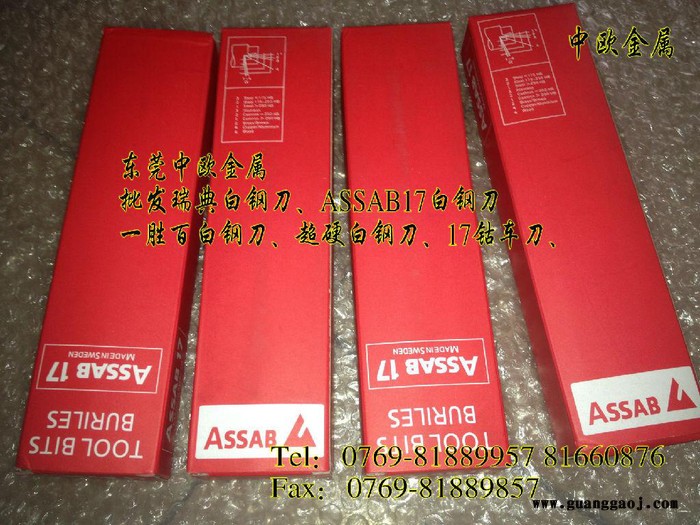 中欧金属
东莞中欧金属
批发瑞典白钢刀、ASSAB17白钢刀
一胜百白钢刀、超硬白钢刀、17钴车刀、
ASSAB 17
MADE IN SWEDEN
TOOL BITS
BURILES
ASSAB 17
ASSAB
ASSAB 17
MADE IN SWEDEN
TOOL BITS
BURILES
ASSAB
Tel: 0769-81889957 81660876
Fax: 0769-81889857
www.guanggaoj.com